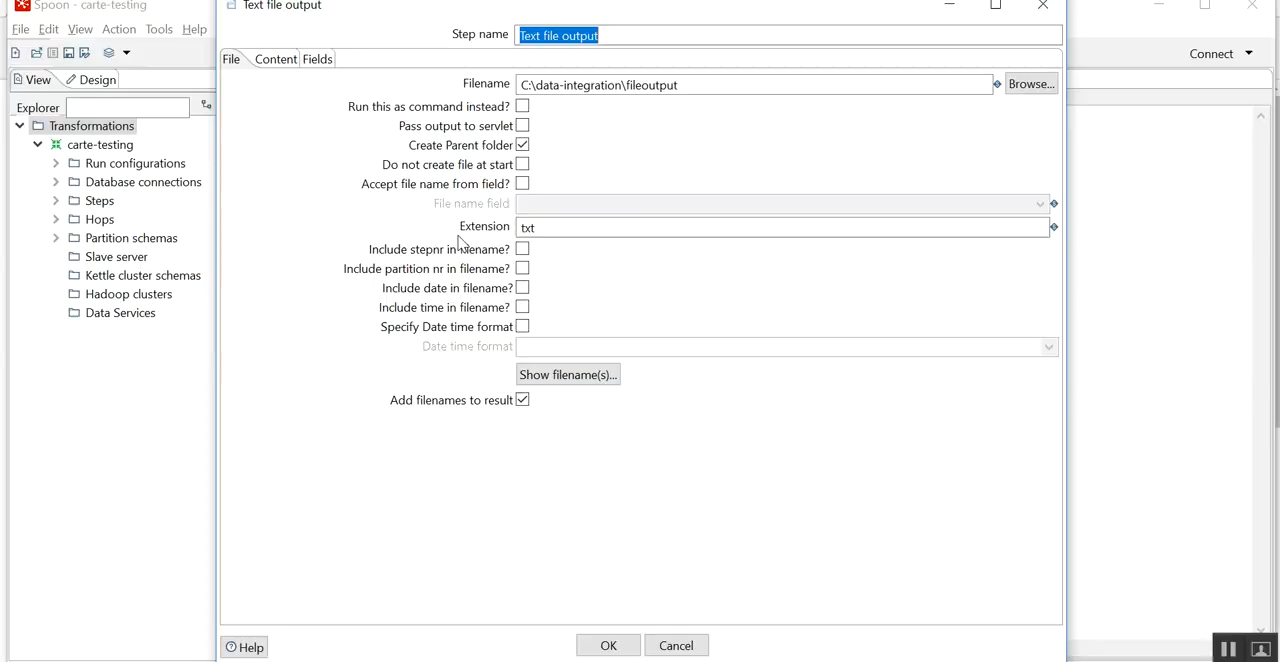 Spoon - carte-testing
Text file output
File Edit View Action Tools Help
Step name Text file output
Connect
View Design
File Content Fields
Explorer
Filename C:\data-integration\fileoutput Browse...
Run this as command instead?
Transformations
Pass output to servlet
carte-testing
Create Parent folder
Run configurations
Do not create file at start
Database connections
Accept file name from field?
Steps
File name field
Hops
Extension txt
Partition schemas
Include stepnr in filename?
Slave server
Include partition nr in filename?
Kettle cluster schemas
Include date in filename?
Hadoop clusters
Include time in filename?
Data Services
Specify Date time format
Date time format
Show filename(s)...
Add filenames to result
Help
OK
Cancel